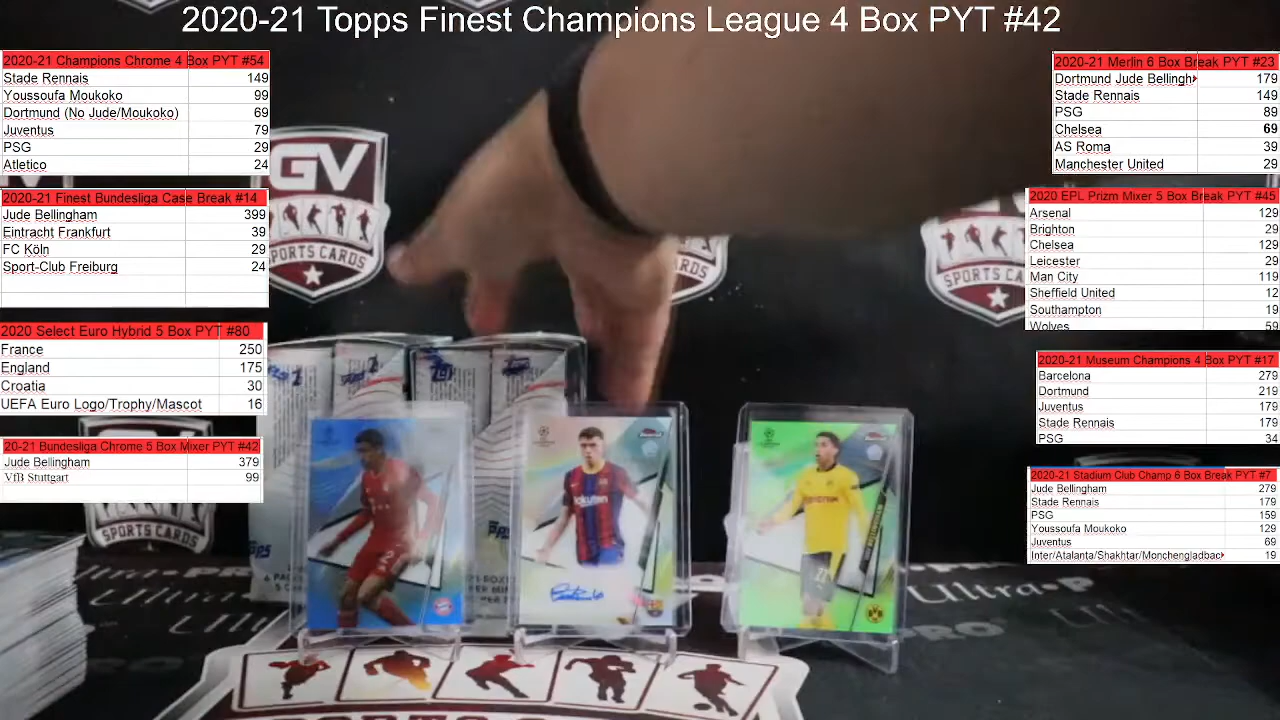 2020-21 Topps Finest Champions League 4 Box PYT #42
2020-21 Champions Chrome 4 Box PYT #54
Stade Rennais 149
Youssoufa Moukoko 99
Dortmund (No Jude/Moukoko) 69
Juventus 79
PSG 29
Atletico 24
2020-21 Finest Bundesliga Case Break #14
Jude Bellingham 399
Eintracht Frankfurt 39
FC Köln 29
Sport-Club Freiburg 24
2020 Select Euro Hybrid 5 Box PYT #80
France 250
England 175
Croatia 30
UEFA Euro Logo/Trophy/Mascot 16
20-21 Bundesliga Chrome 5 Box Mixer PYT #42
Jude Bellingham 379
VfB Stuttgart 99
2020-21 Merlin 6 Box Break PYT #23
Dortmund Jude Bellingh
Stade Rennais 149
PSG 89
Chelsea 69
AS Roma 39
Manchester United 29
179
2020 EPL Prizm Mixer 5 Box Break PYT #45
Arsenal 129
Brighton 29
Chelsea 129
Leicester 29
Man City 119
Sheffield United 12
Southampton 19
Wolves 59
2020-21 Museum Champions 4 Box PYT #17
Barcelona 279
Dortmund 219
Juventus 179
Stade Rennais 179
PSG 34
2020-21 Stadium Club Champ 6 Box Break PYT #7
Jude Bellingham 279
Stade Rennais 179
PSG 159
Youssoufa Moukoko 129
Juventus 69
Inter/Atalanta/Shakhtar/Monchengladbac 19
GV
SPORTS CARDS
RDS
SPORTS CA
SPORTS CARDS
Rakuten
Ultra PRO